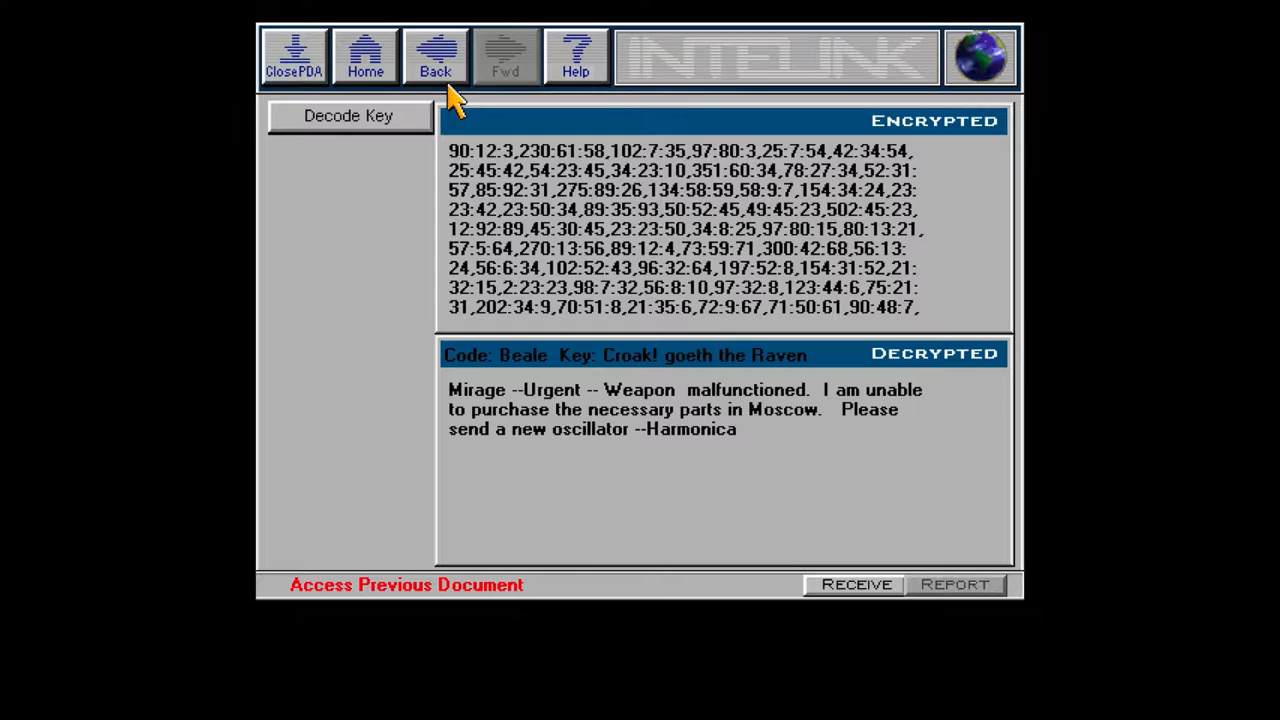 ClosePDA Home Back Fwd Help INTELINK
Decode Key
ENCRYPTED
90:12:3,230:61:58,102:7:35,97:80:3,25:7:54,42:34:54,
25:45:42,54:23:45,34:23:10,351:60:34,78:27:34,52:31:
57,85:92:31,275:89:26,134:58:59,58:9:7,154:34:24,23:
23:42,23:50:34,89:35:93,50:52:45,49:45:23,502:45:23,
12:92:89,45:30:45,23:23:50,34:8:25,97:80:15,80:13:21,
57:5:64,270:13:56,89:12:4,73:59:71,300:42:68,56:13:
24,56:6:34,102:52:43,96:32:64,197:52:8,154:31:52,21:
32:15,2:23:23,98:7:32,56:8:10,97:32:8,123:44:6,75:21:
31,202:34:9,70:51:8,21:35:6,72:9:67,71:50:61,90:48:7,
Code: Beale Key: Croak! goeth the Raven DECRYPTED
Mirage --Urgent -- Weapon malfunctioned. I am unable
to purchase the necessary parts in Moscow. Please
send a new oscillator --Harmonica
Access Previous Document
RECEIVE REPORT